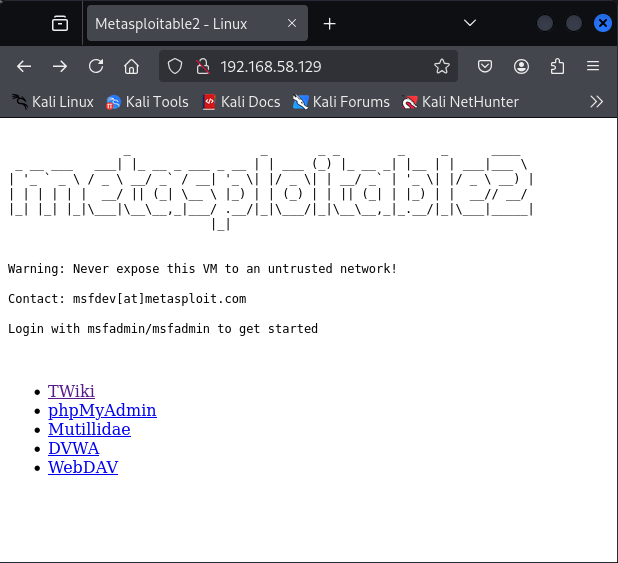 Metasploitable2 - Linux
192.168.58.129
Kali Linux
Kali Tools
Kali Docs
Kali Forums
Kali NetHunter
metasploitable2
Warning: Never expose this VM to an untrusted network!
Contact: msfdev[at]metasploit.com
Login with msfadmin/msfadmin to get started
TWiki
phpMyAdmin
Mutillidae
DVWA
WebDAV